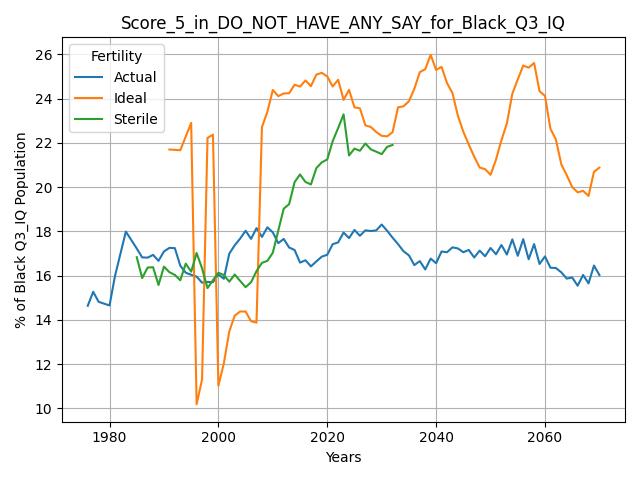 Score_5_in_DO_NOT_HAVE_ANY_SAY_for_Black_Q3_IQ
Fertility
Actual
Ideal
Sterile
% of Black Q3_IQ Population
26
24
22
20
18
16
14
12
10
1980
2000
2020
2040
2060
Years